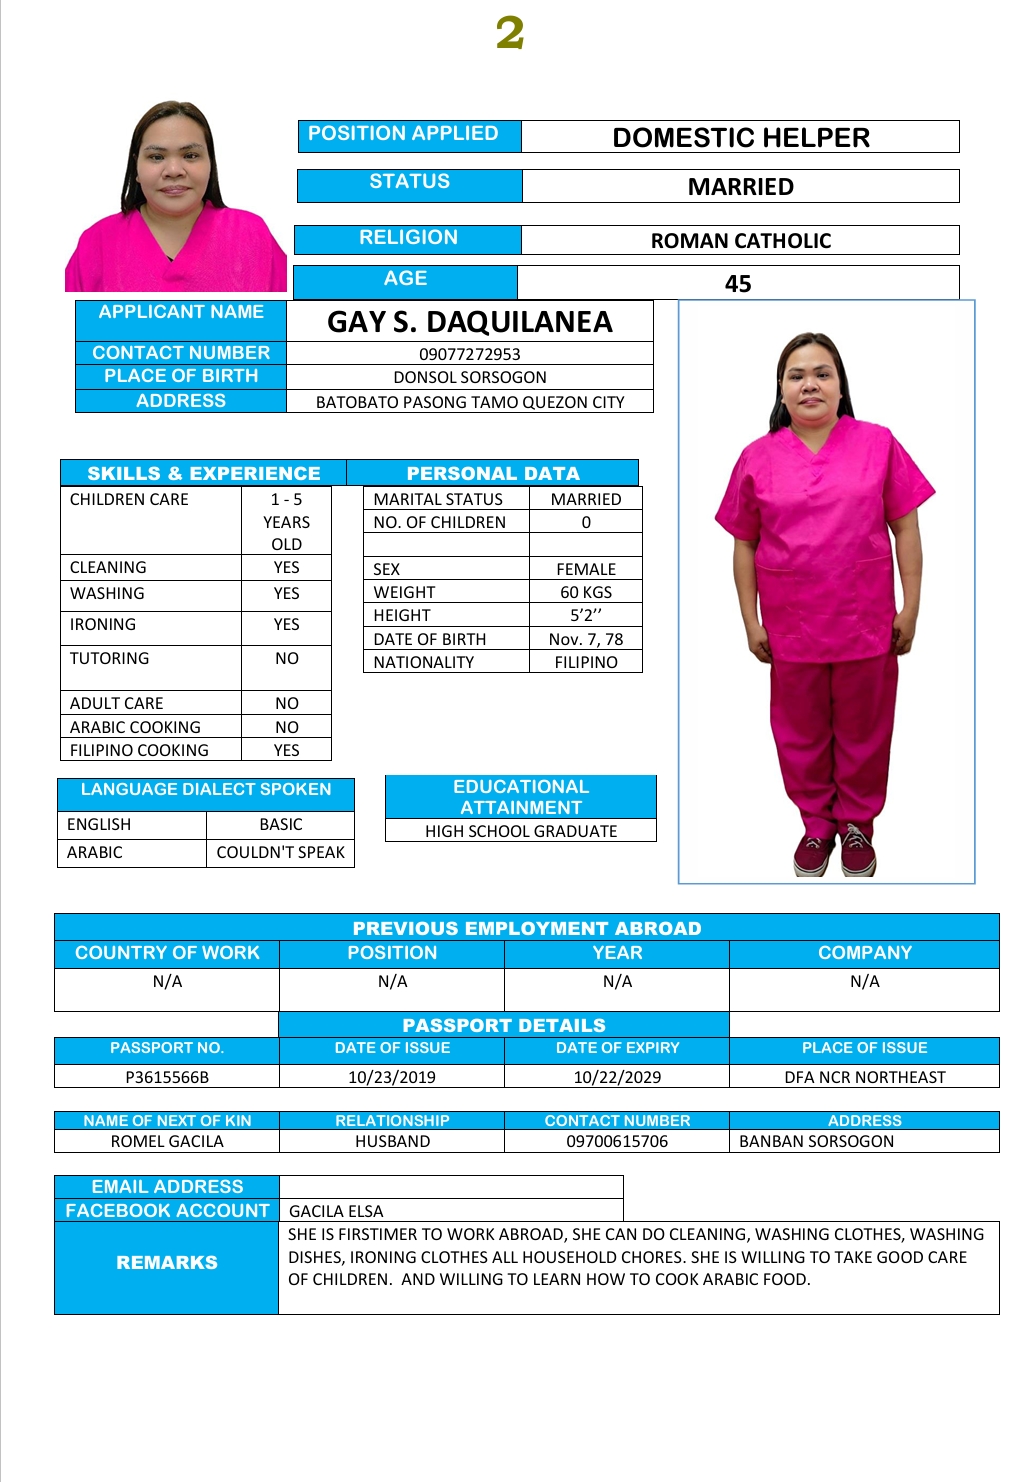 2
POSITION APPLIED DOMESTIC HELPER
STATUS MARRIED
RELIGION ROMAN CATHOLIC
AGE 45
APPLICANT NAME GAY S. DAQUILANEA
CONTACT NUMBER 09077272953
PLACE OF BIRTH DONSOL SORSOGON
ADDRESS BATOBATO PASONG TAMO QUEZON CITY
SKILLS & EXPERIENCE
CHILDREN CARE 1 - 5
YEARS
OLD
CLEANING YES
WASHING YES
IRONING YES
TUTORING NO
ADULT CARE NO
ARABIC COOKING NO
FILIPINO COOKING YES
PERSONAL DATA
MARITAL STATUS MARRIED
NO. OF CHILDREN 0
SEX FEMALE
WEIGHT 60 KGS
HEIGHT 5’2’’
DATE OF BIRTH Nov. 7, 78
NATIONALITY FILIPINO
LANGUAGE DIALECT SPOKEN
ENGLISH BASIC
ARABIC COULDN'T SPEAK
EDUCATIONAL
ATTAINMENT
HIGH SCHOOL GRADUATE
PREVIOUS EMPLOYMENT ABROAD
COUNTRY OF WORK POSITION YEAR COMPANY
N/A N/A N/A N/A
PASSPORT DETAILS
PASSPORT NO. DATE OF ISSUE DATE OF EXPIRY PLACE OF ISSUE
P3615566B 10/23/2019 10/22/2029 DFA NCR NORTHEAST
NAME OF NEXT OF KIN RELATIONSHIP CONTACT NUMBER ADDRESS
ROMEL GACILA HUSBAND 09700615706 BANBAN SORSOGON
EMAIL ADDRESS
FACEBOOK ACCOUNT GACILA ELSA
REMARKS
SHE IS FIRSTIMER TO WORK ABROAD, SHE CAN DO CLEANING, WASHING CLOTHES, WASHING
DISHES, IRONING CLOTHES ALL HOUSEHOLD CHORES. SHE IS WILLING TO TAKE GOOD CARE
OF CHILDREN.  AND WILLING TO LEARN HOW TO COOK ARABIC FOOD.